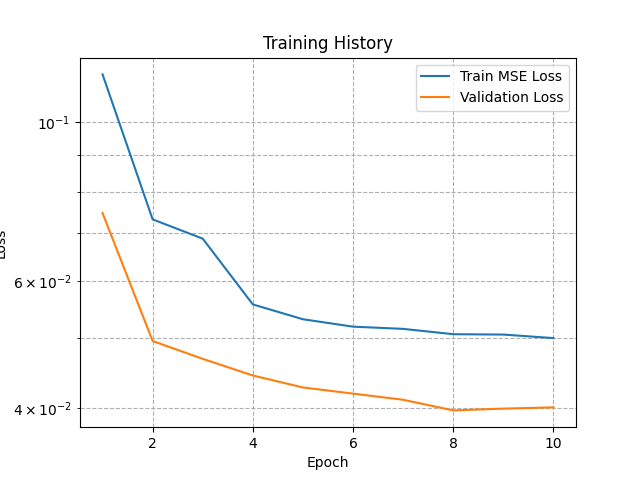 Training History
Train MSE Loss
Validation Loss
Loss
10⁻¹
6 × 10⁻²
4 × 10⁻²
2 4 6 8 10
Epoch